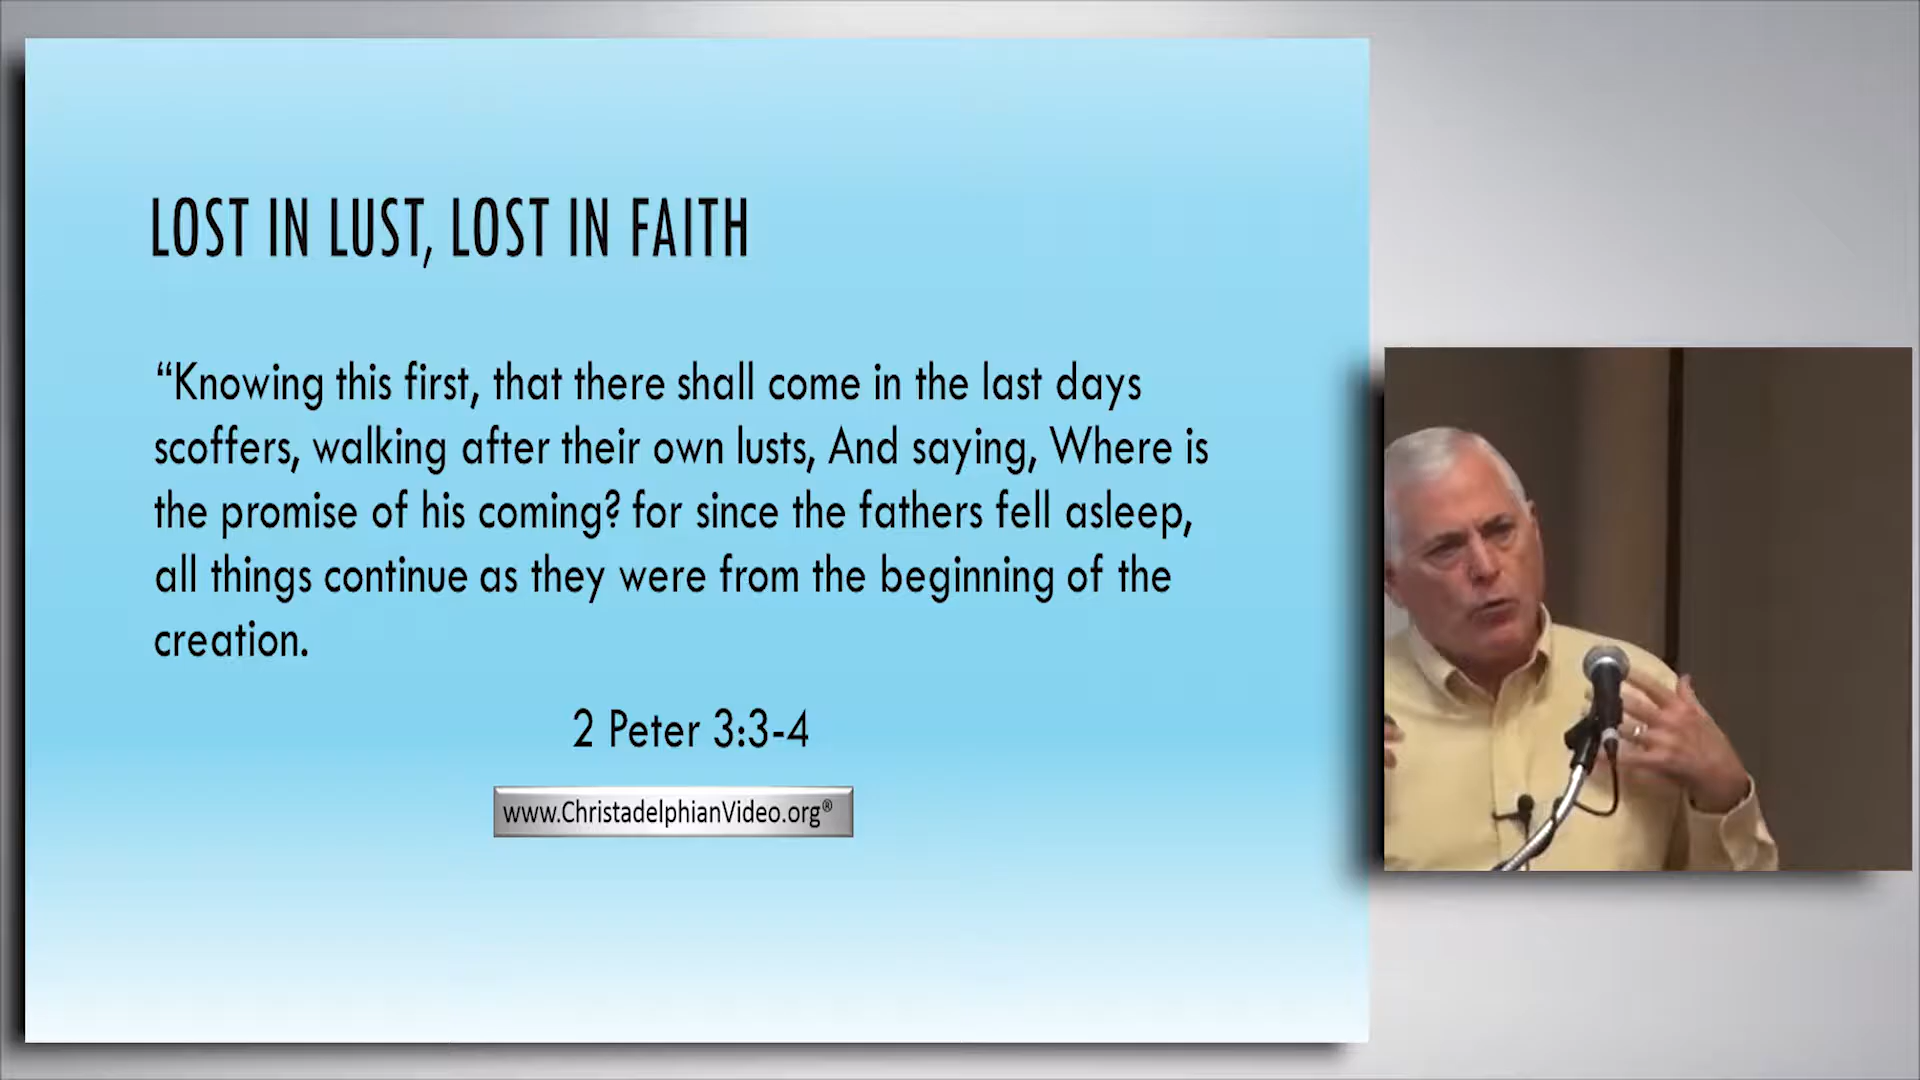 LOST IN LUST, LOST IN FAITH
“Knowing this first, that there shall come in the last days
scoffers, walking after their own lusts, And saying, Where is
the promise of his coming? for since the fathers fell asleep,
all things continue as they were from the beginning of the
creation.
2 Peter 3:3-4
www.ChristadelphianVideo.org®